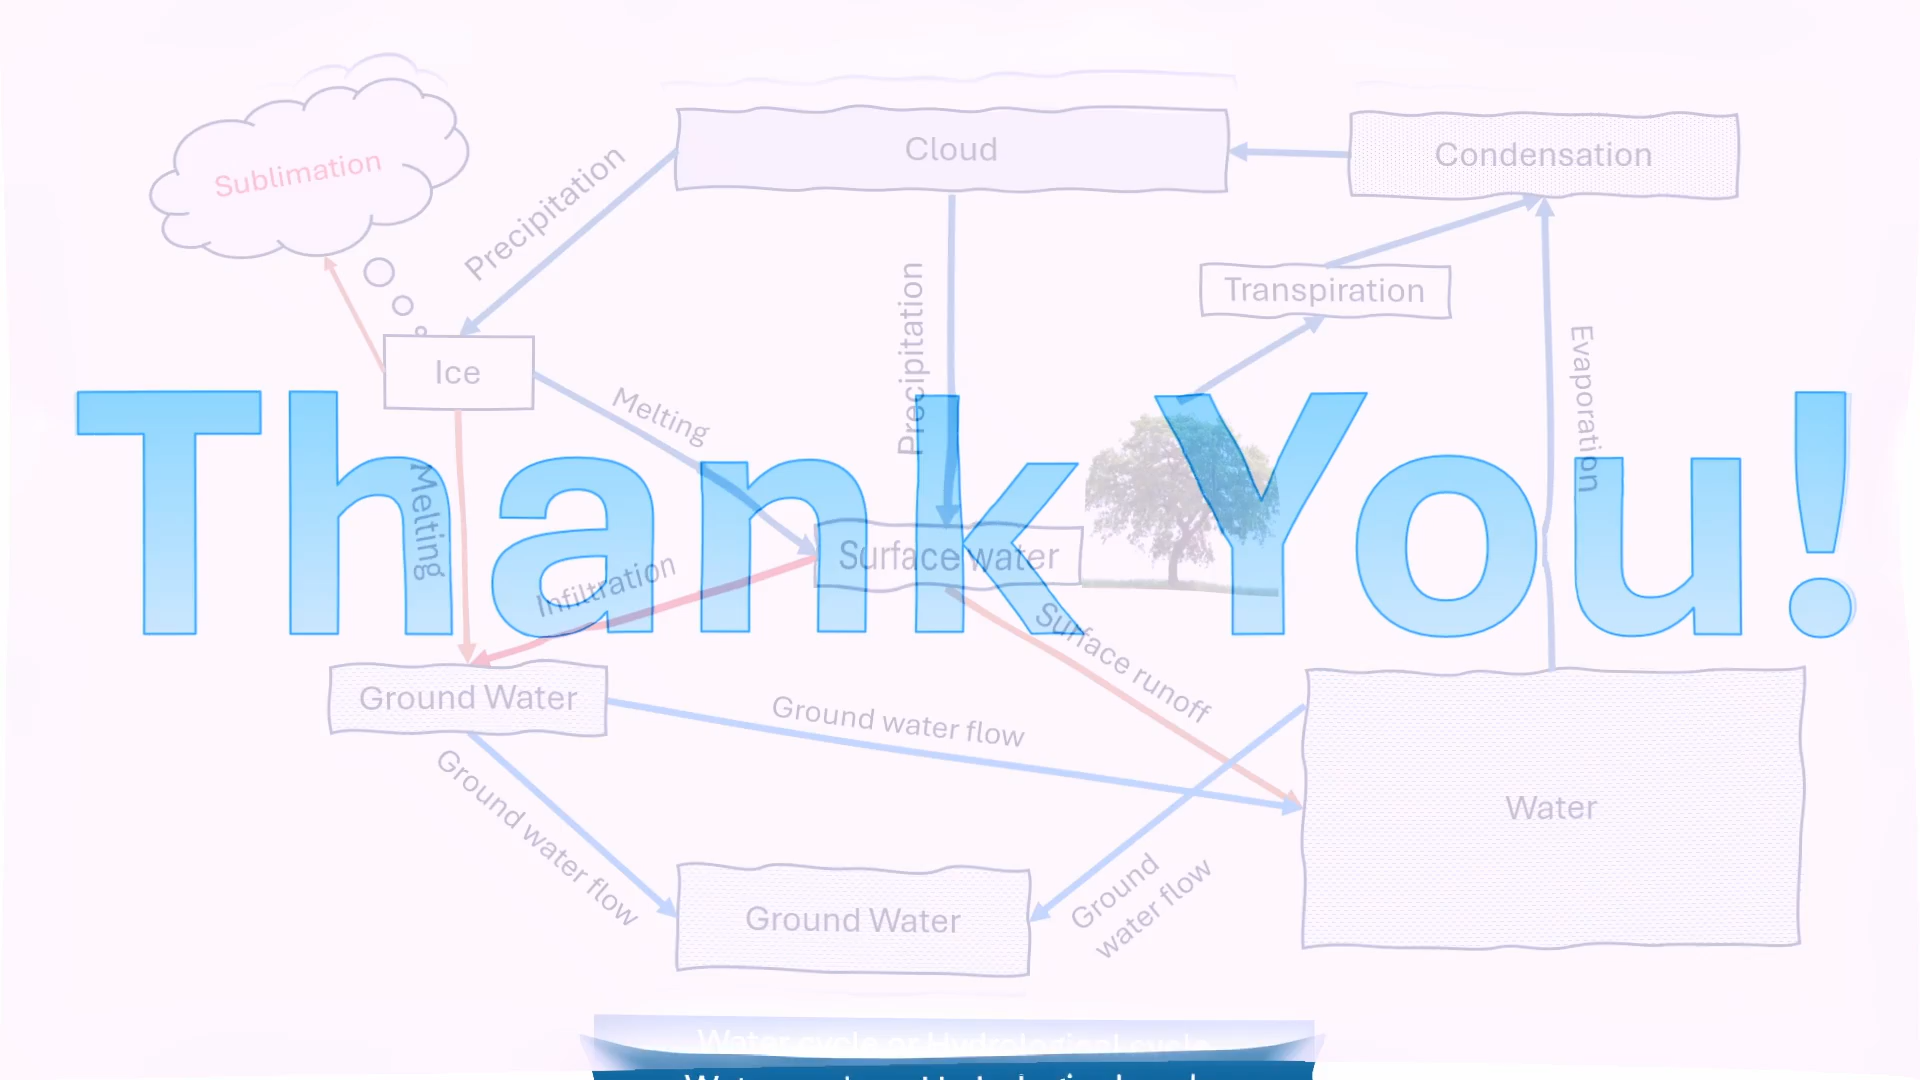 Sublimation
Cloud
Condensation
Precipitation
Precipitation
Transpiration
Evaporation
Ice
Melting
Melting
Thank You!
Surface water
Infiltration
Surface runoff
Ground Water
Ground water flow
Ground water flow
Water
Ground Water
Ground
water flow
Water cycle or Hydrological cycle